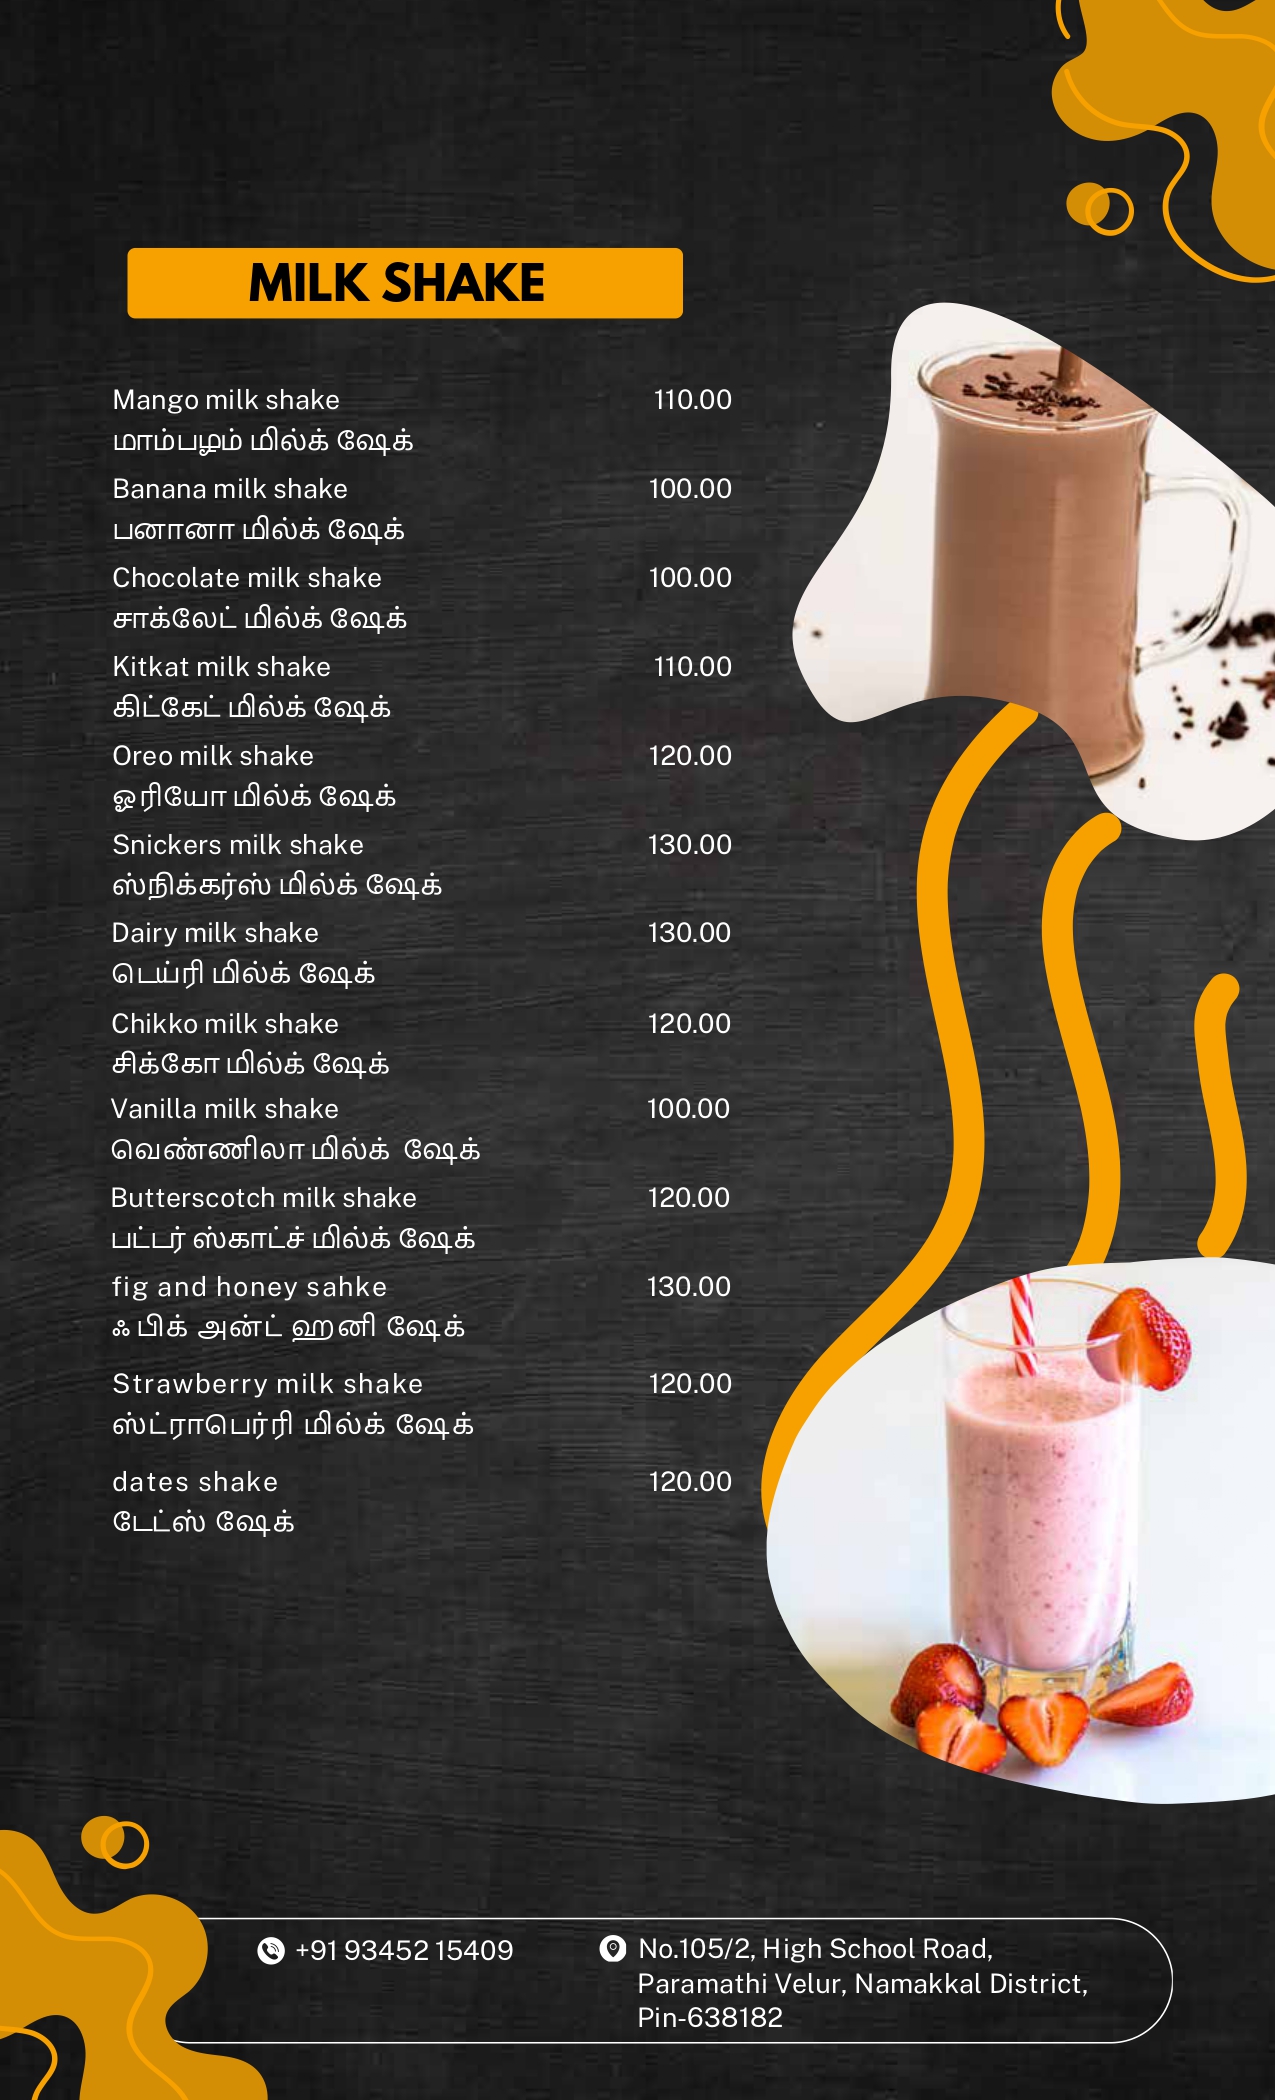 MILK SHAKE
Mango milk shake 110.00
மாம்பழம் மில்க் ஷேக்
Banana milk shake 100.00
பனானா மில்க் ஷேக்
Chocolate milk shake 100.00
சாக்லேட் மில்க் ஷேக்
Kitkat milk shake 110.00
கிட்கேட் மில்க் ஷேக்
Oreo milk shake 120.00
ஓரியோ மில்க் ஷேக்
Snickers milk shake 130.00
ஸ்நிக்கர்ஸ் மில்க் ஷேக்
Dairy milk shake 130.00
டெய்ரி மில்க் ஷேக்
Chikko milk shake 120.00
சிக்கோ மில்க் ஷேக்
Vanilla milk shake 100.00
வெண்ணிலா மில்க் ஷேக்
Butterscotch milk shake 120.00
பட்டர் ஸ்காட்ச் மில்க் ஷேக்
fig and honey sahke 130.00
ஃபிக் அன்ட் ஹனி ஷேக்
Strawberry milk shake 120.00
ஸ்ட்ராபெர்ரி மில்க் ஷேக்
dates shake 120.00
டேட்ஸ் ஷேக்
+91 93452 15409
No.105/2, High School Road,
Paramathi Velur, Namakkal District,
Pin-638182